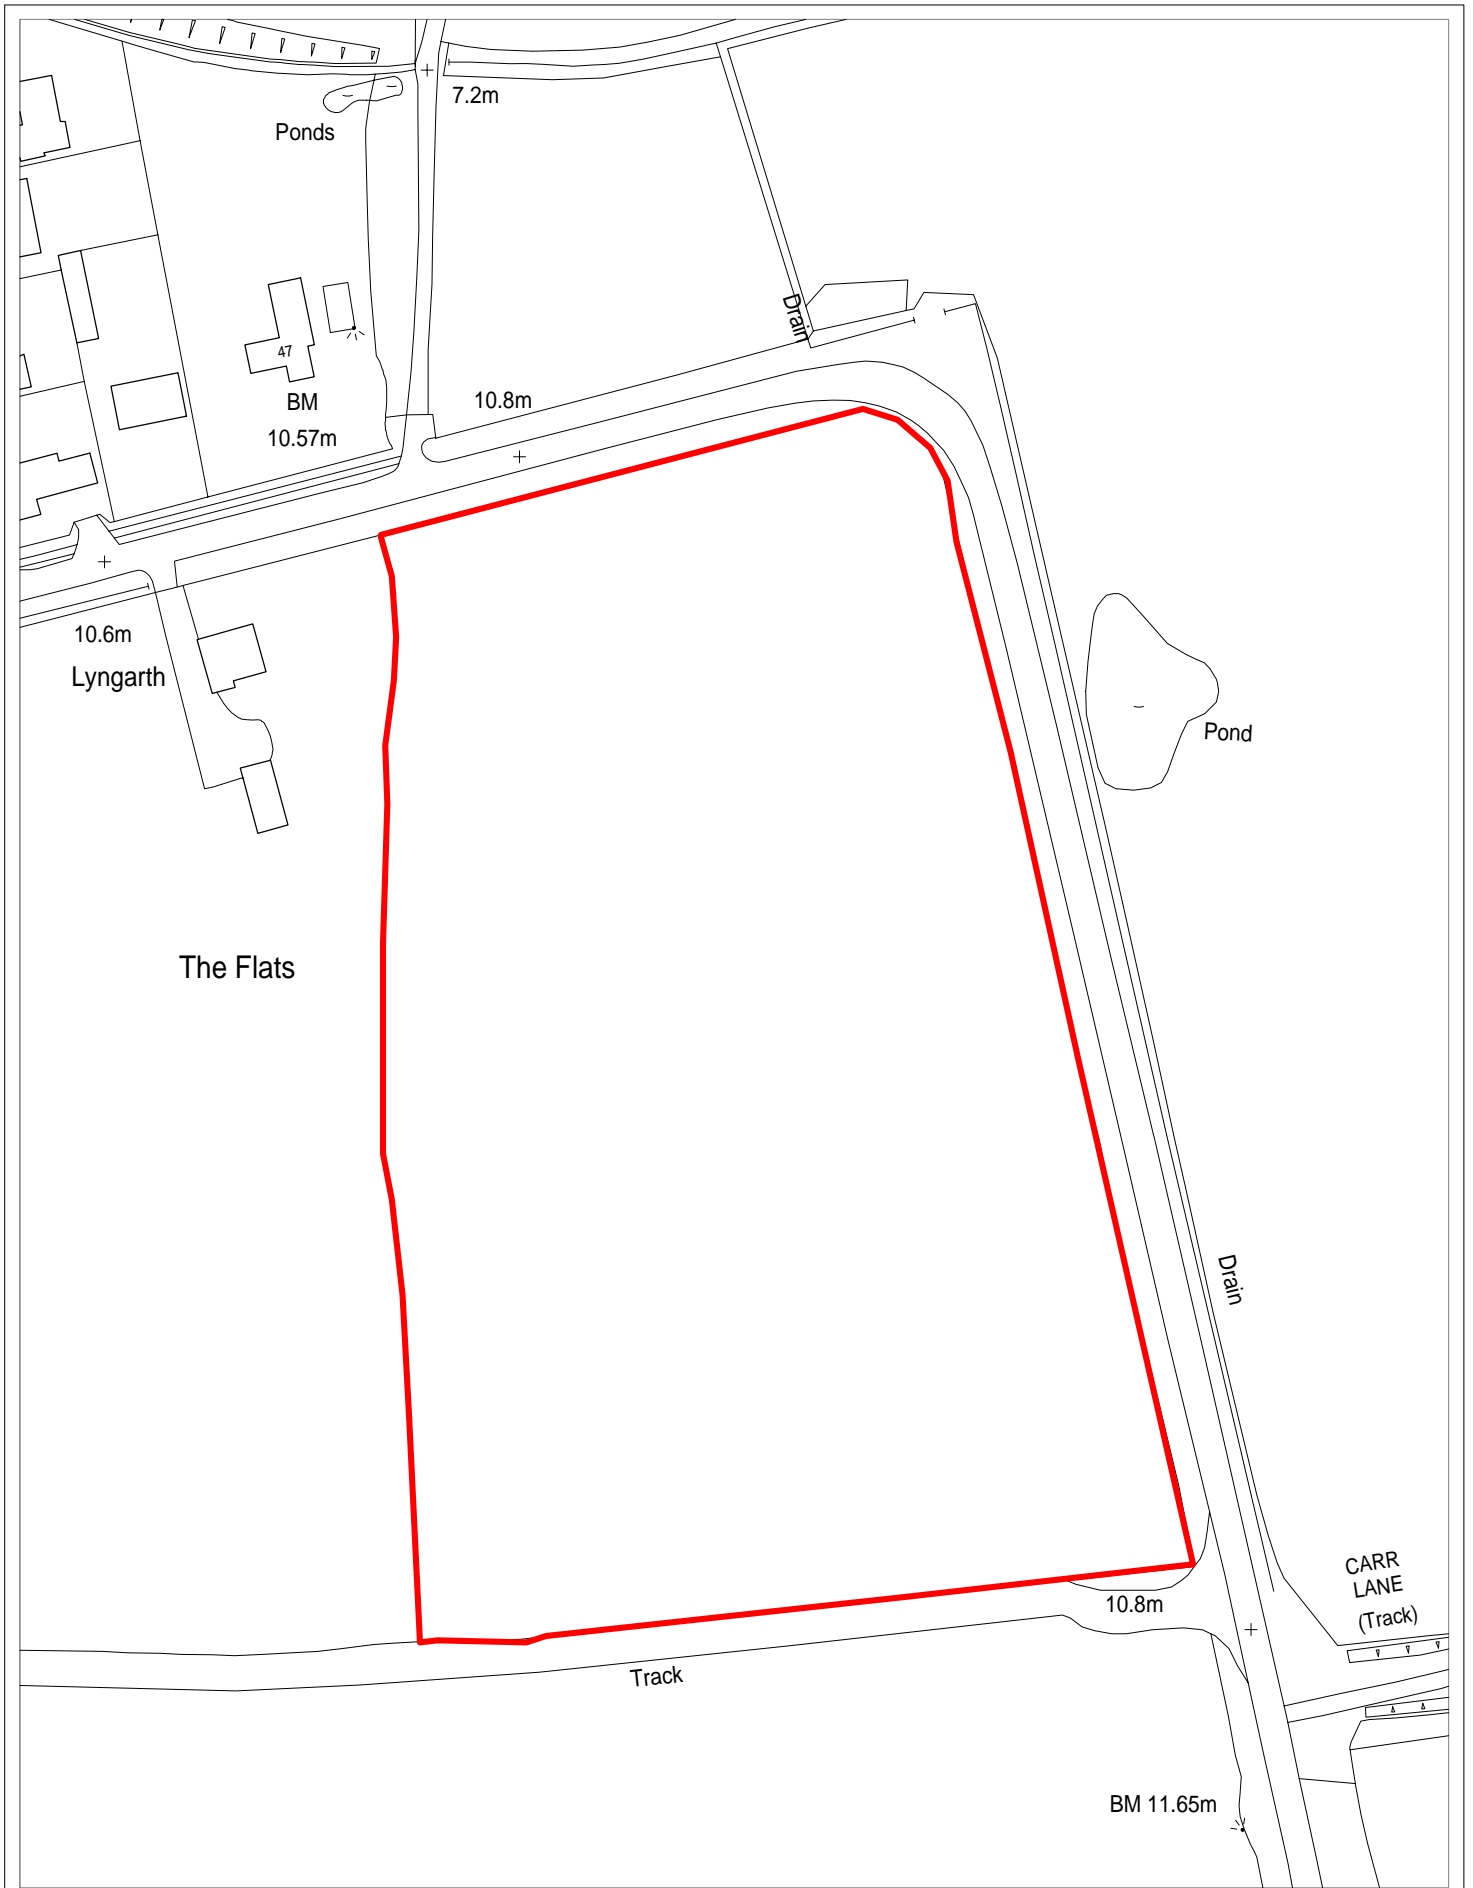 7.2m
Ponds
Drain
47
BM
10.57m
10.8m
10.6m
Lyngarth
Pond
The Flats
Drain
CARR
LANE
(Track)
10.8m
Track
BM 11.65m